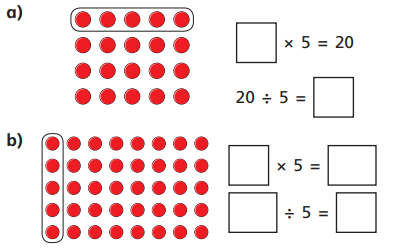 a)
× 5 = 20
20 ÷ 5 =
b)
× 5 =
÷ 5 =